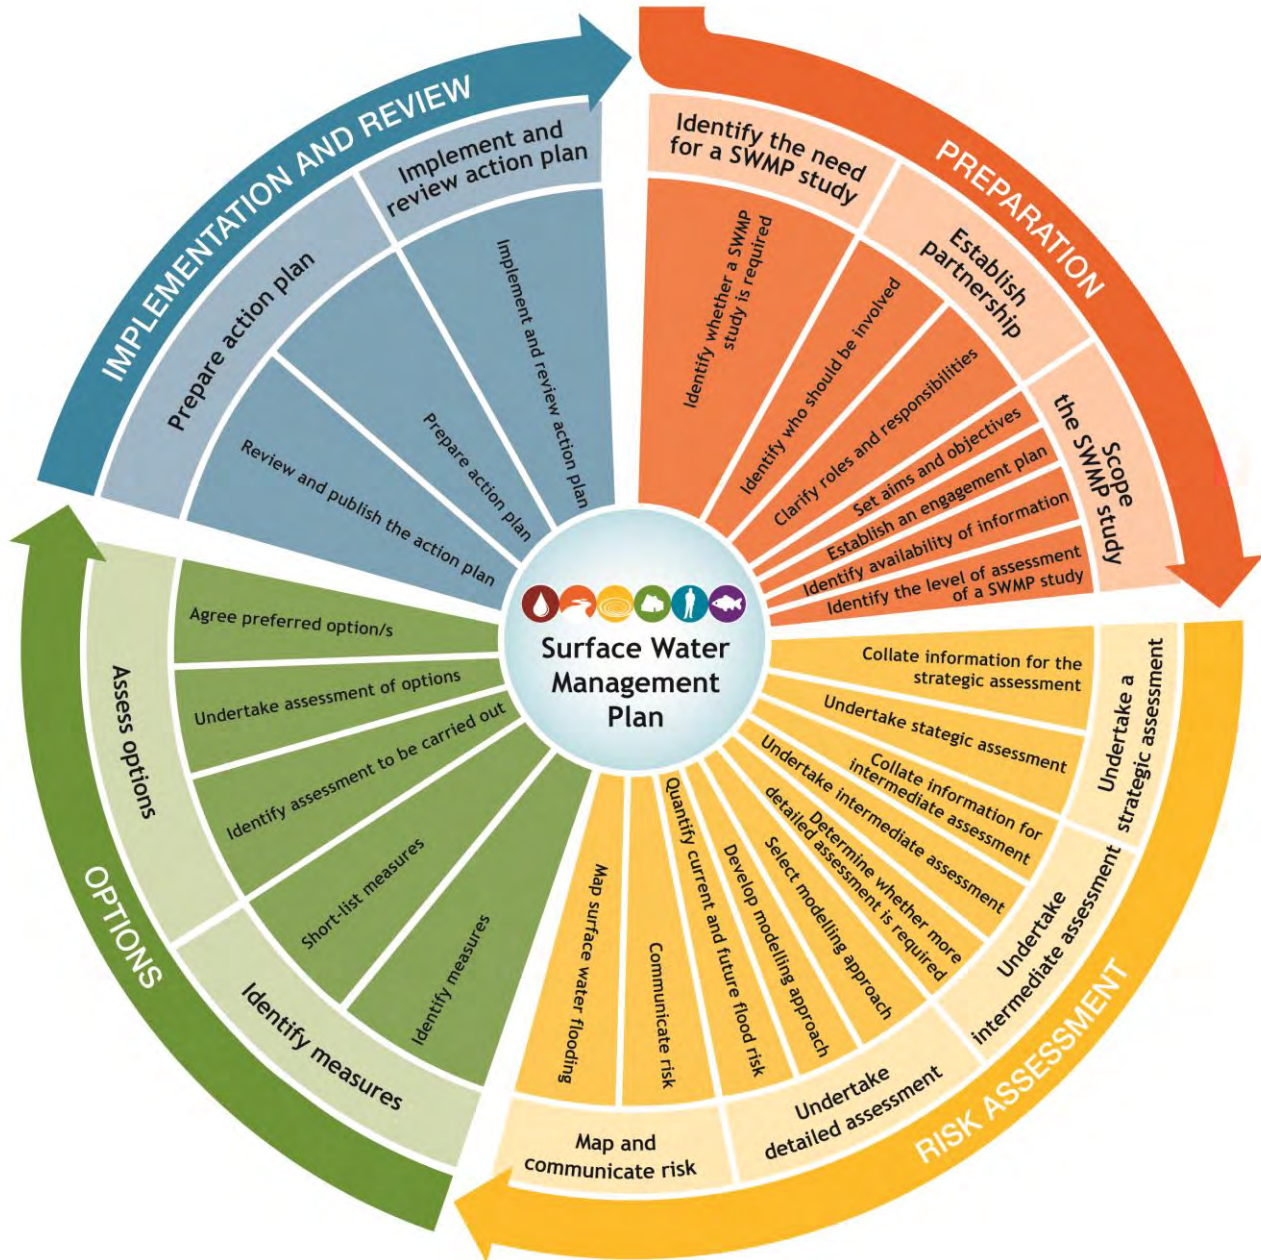 Surface Water
Management
Plan
PREPARATION
Identify the need
for a SWMP study
Identify whether a SWMP
study is required
Establish
partnership
Identify who should be involved
Clarify roles and responsibilities
Scope
the SWMP study
Set aims and objectives
Establish an engagement plan
Identify availability of information
Identify the level of assessment
of a SWMP study
RISK ASSESSMENT
Undertake a
strategic assessment
Collate information for the
strategic assessment
Undertake stategic assessment
Undertake
intermediate assessment
Collate information for
intermediate assessment
Undertake intermediate assessment
Determine whether more
detailed assessment is required
Undertake
detailed assessment
Select modelling approach
Develop modelling approach
Quantify current and future flood risk
Map and
communicate risk
Communicate risk
Map surface water flooding
OPTIONS
Identify measures
Identify measures
Short-list measures
Assess options
Identify assessment to be carried out
Undertake assessment of options
Agree preferred option/s
IMPLEMENTATION AND REVIEW
Prepare action plan
Review and publish the action plan
Prepare action plan
Implement and
review action plan
Implement and review action plan